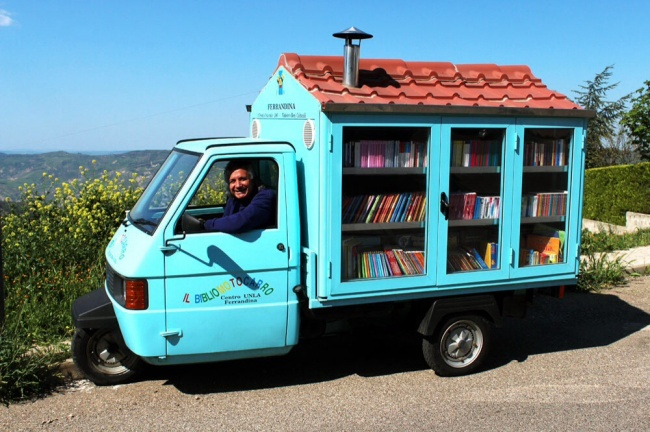 FERRANDINA
IL BIBLIOMOTOCARRO
Centro UNLA
Ferrandina